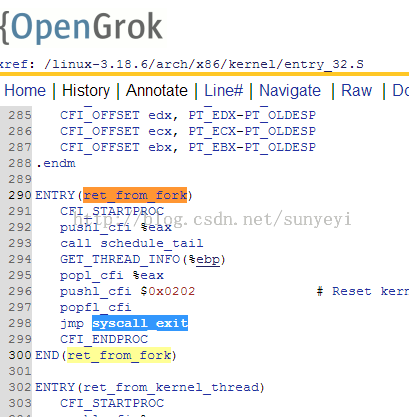 {OpenGrok
xref: /linux-3.18.6/arch/x86/kernel/entry_32.S
Home | History | Annotate | Line# | Navigate | Raw |
285 CFI_OFFSET edx, PT_EDX-PT_OLDESP
286 CFI_OFFSET ecx, PT_ECX-PT_OLDESP
287 CFI_OFFSET ebx, PT_EBX-PT_OLDESP
288 .endm
289
290 ENTRY(ret_from_fork)
291 CFI_STARTPROC
http://blog.csdn.net/sunyeyi
292 pushl_cfi %eax
293 call schedule_tail
294 GET_THREAD_INFO(%ebp)
295 popl_cfi %eax
296 pushl_cfi $0x0202 # Reset kern
297 popfl_cfi
298 jmp syscall_exit
299 CFI_ENDPROC
300 END(ret_from_fork)
301
302 ENTRY(ret_from_kernel_thread)
303 CFI_STARTPROC